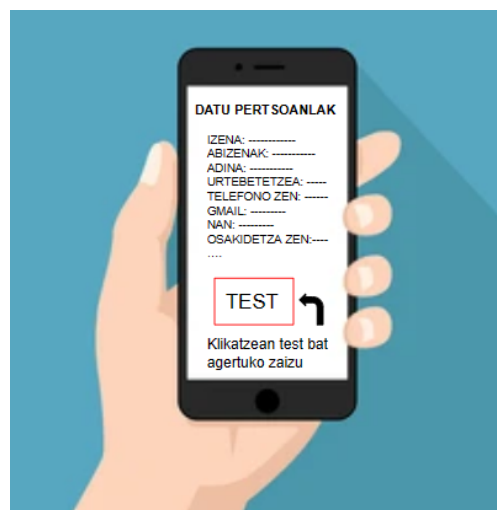 DATU PERTSOANLAK
IZENA: ------------
ABIZENAK: -----------
ADINA: -----------
URTEBETETZEA: -----
TELEFONO ZEN: ------
GMAIL: ---------
NAN: ---------
OSAKIDETZA ZEN:----
....
TEST
Klikatzean test bat
agertuko zaizu